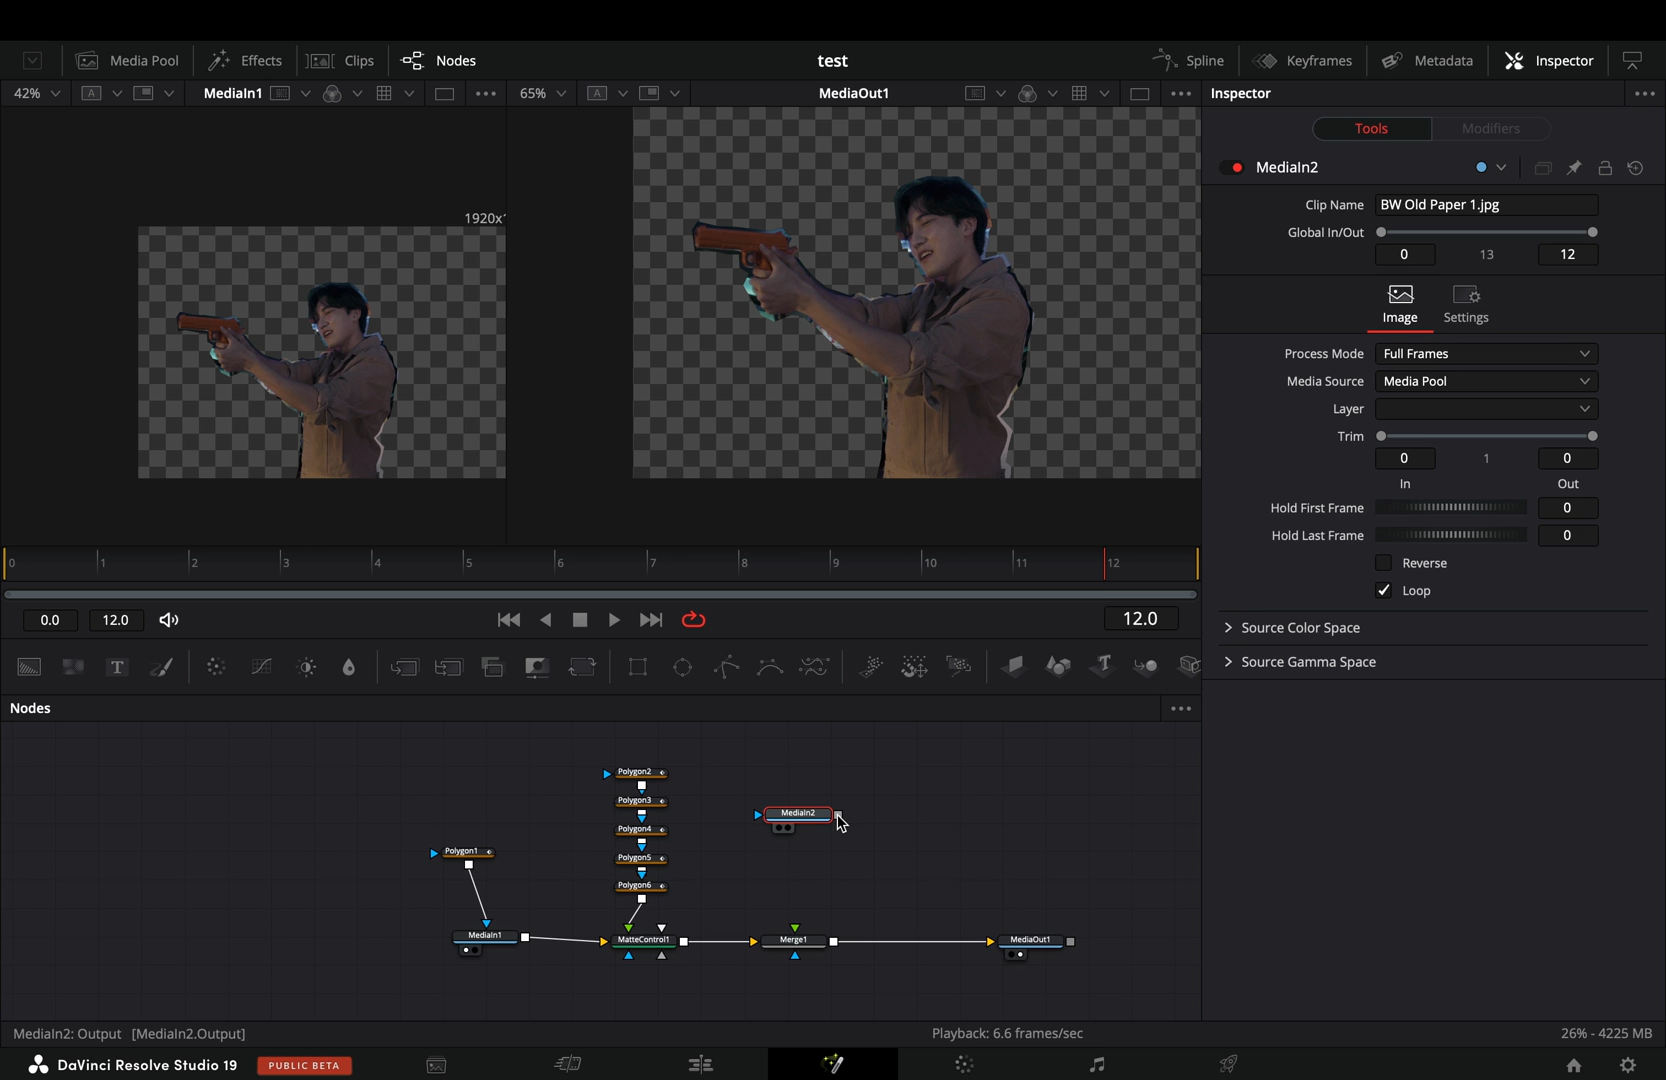 Media Pool Effects Clips Nodes test Spline Keyframes Metadata Inspector
42% A MediaIn1 65% A MediaOut1 Inspector
Tools Modifiers
MediaIn2
Clip Name BW Old Paper 1.jpg
1920x1
Global In/Out
0 13 12
Image Settings
Process Mode Full Frames
Media Source Media Pool
Layer
Trim
0 1 0
In Out
Hold First Frame 0
Hold Last Frame 0
0 1 2 3 4 5 6 7 8 9 10 11 12
Reverse
Loop
0.0 12.0 12.0
Source Color Space
T T
Source Gamma Space
Nodes
Polygon2
Polygon3
MediaIn2
Polygon4
Polygon1
Polygon5
Polygon6
MediaIn1 MatteControl1 Merge1 MediaOut1
MediaIn2: Output [MediaIn2.Output] Playback: 6.6 frames/sec 26% - 4225 MB
DaVinci Resolve Studio 19 PUBLIC BETA